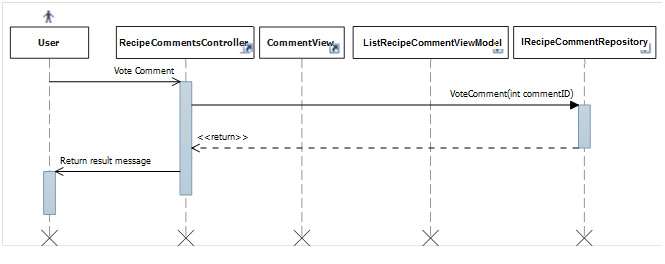 User
RecipeCommentsController
CommentView
ListRecipeCommentViewModel
IRecipeCommentRepository
Vote Comment
VoteComment(int commentID)
<<return>>
Return result message